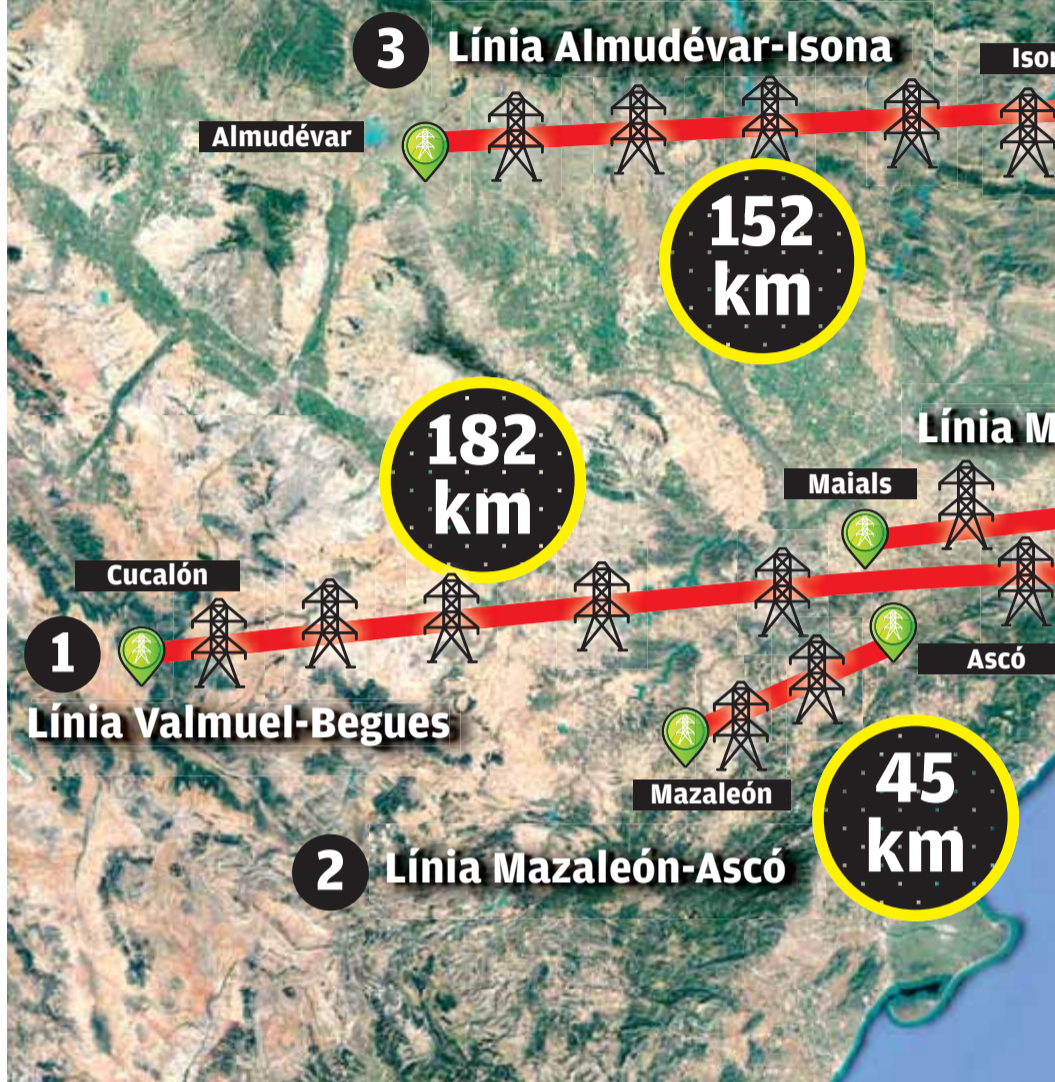 3 Línia Almudévar-Isona
Almudévar
152
km
182
km
Línia
Maials
Cucalón
1
Ascó
Línia Valmuel-Begues
Mazaleón
45
km
2 Línia Mazaleón-Ascó